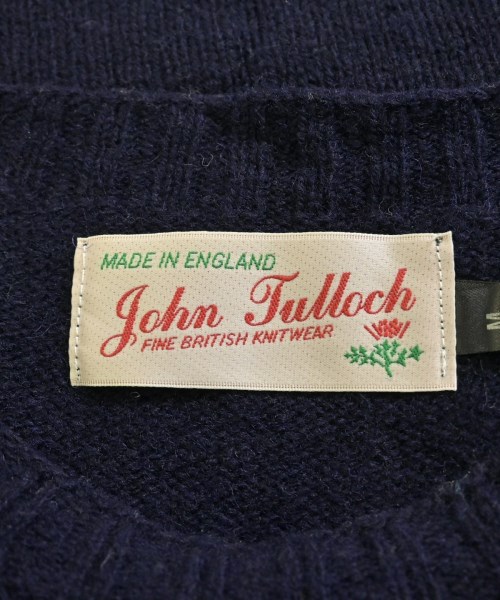 MADE IN ENGLAND
John Tulloch
FINE BRITISH KNITWEAR
M